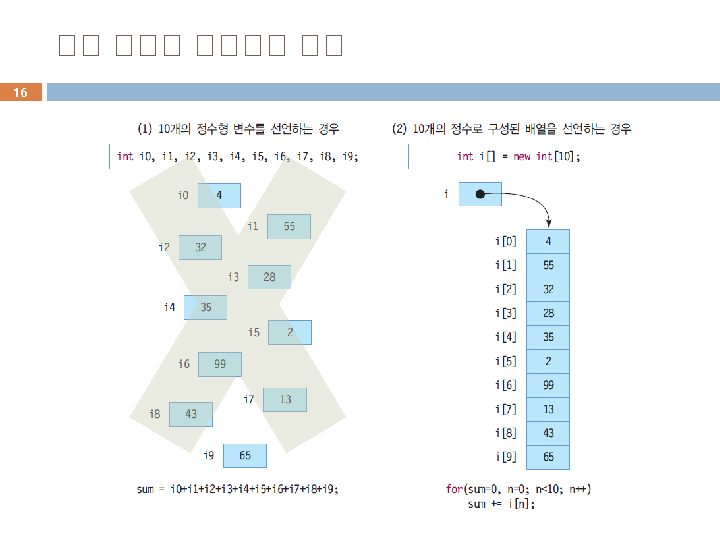 16
(1) 10개의 정수형 변수를 선언하는 경우
int i0, i1, i2, i3, i4, i5, i6, i7, i8, i9;
i0 4
i1 55
i2 32
i3 28
i4 35
i5 2
i6 99
i7 13
i8 43
i9 65
sum = i0+i1+i2+i3+i4+i5+i6+i7+i8+i9;
(2) 10개의 정수로 구성된 배열을 선언하는 경우
int i[] = new int[10];
i
i[0] 4
i[1] 55
i[2] 32
i[3] 28
i[4] 35
i[5] 2
i[6] 99
i[7] 13
i[8] 43
i[9] 65
for(sum=0, n=0; n<10; n++)
sum += i[n];